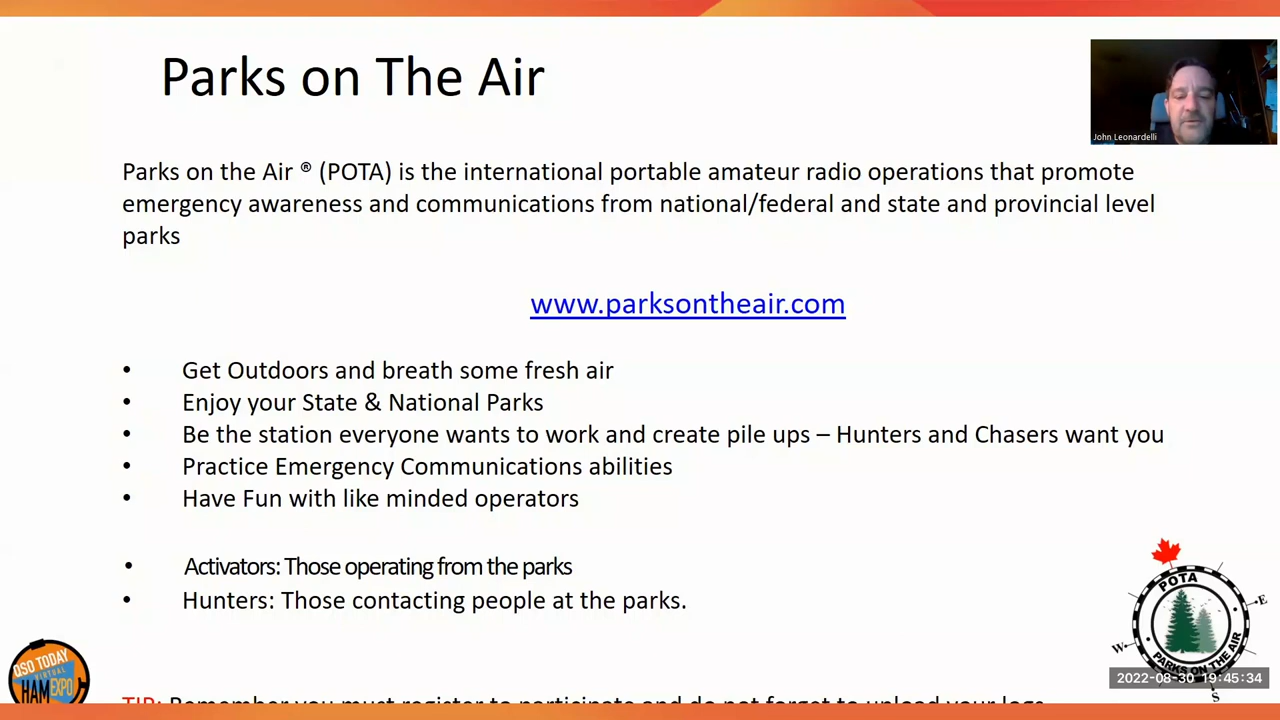 Parks on The Air
John Leonardelli
Parks on the Air ® (POTA) is the international portable amateur radio operations that promote
emergency awareness and communications from national/federal and state and provincial level
parks
www.parksontheair.com
• Get Outdoors and breath some fresh air
• Enjoy your State & National Parks
• Be the station everyone wants to work and create pile ups – Hunters and Chasers want you
• Practice Emergency Communications abilities
• Have Fun with like minded operators
• Activators: Those operating from the parks
• Hunters: Those contacting people at the parks.
POTA
E
W
PARKS ON THE AIR
S
2022-08-30 19:45:34
QSO TODAY
VIRTUAL
HAM EXPO
TIP: Remember you must register to participate and do not forget to upload your logs